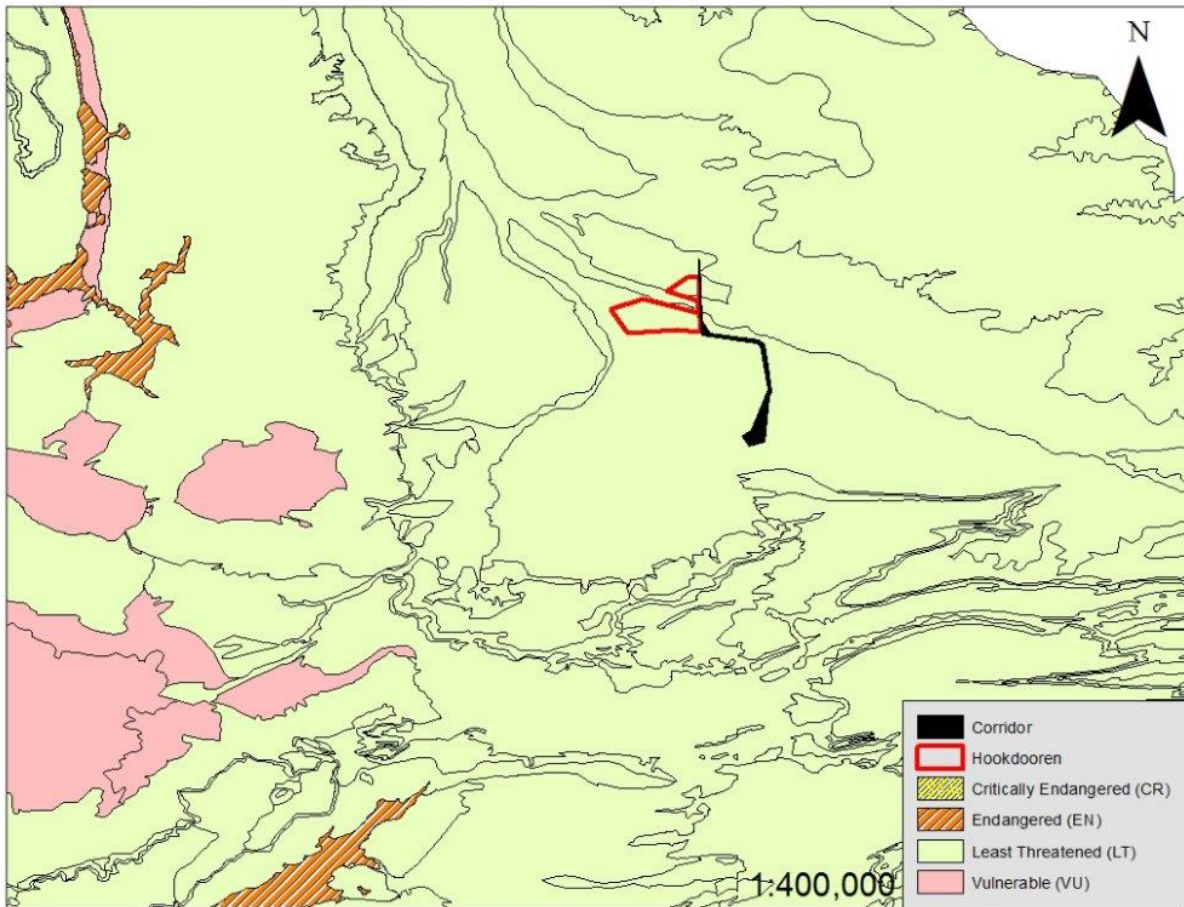 N
Corridor
Hookdooren
Critically Endangered (CR)
Endangered (EN)
Least Threatened (LT)
Vulnerable (VU)
1:400,000